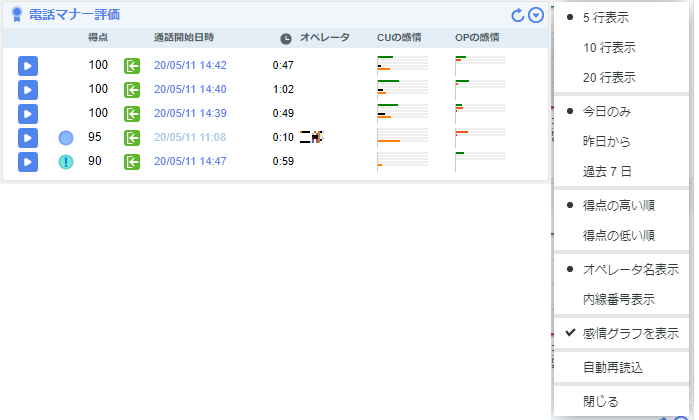 電話マナー評価
得点 通話開始日時 オペレータ CUの感情 OPの感情
100 20/05/11 14:42 0:47
100 20/05/11 14:40 1:02
100 20/05/11 14:39 0:49
95 20/05/11 11:08 0:10
90 20/05/11 14:47 0:59
5 行表示
10 行表示
20 行表示
今日のみ
昨日から
過去 7 日
得点の高い順
得点の低い順
オペレータ名表示
内線番号表示
感情グラフを表示
自動再読込
閉じる